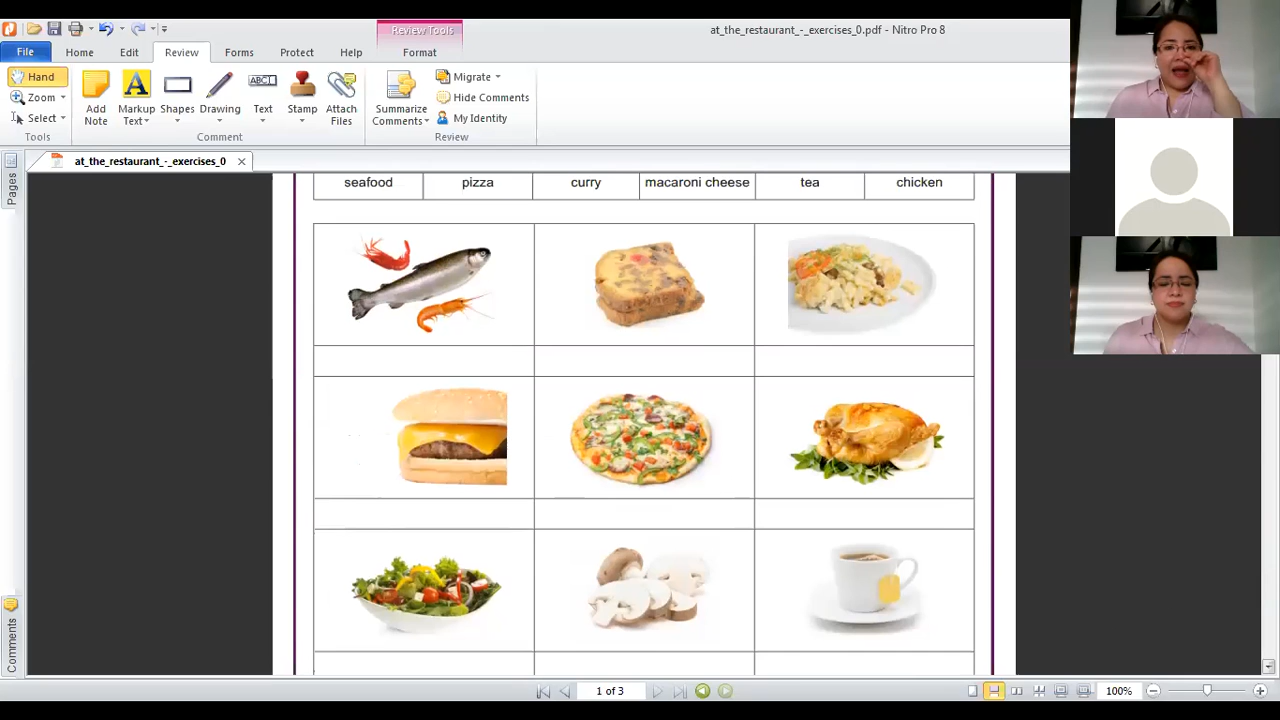 Review Tools
at_the_restaurant_-_exercises_0.pdf - Nitro Pro 8
File Home Edit Review Forms Protect Help Format
Hand
Zoom
Select
Tools
Add Note
Markup Text
Shapes
Drawing
Text
Stamp
Attach Files
Comment
Summarize Comments
Migrate
Hide Comments
My Identity
Review
at_the_restaurant_-_exercises_0
Pages
seafood pizza curry macaroni cheese tea chicken
Comments
1 of 3
100%